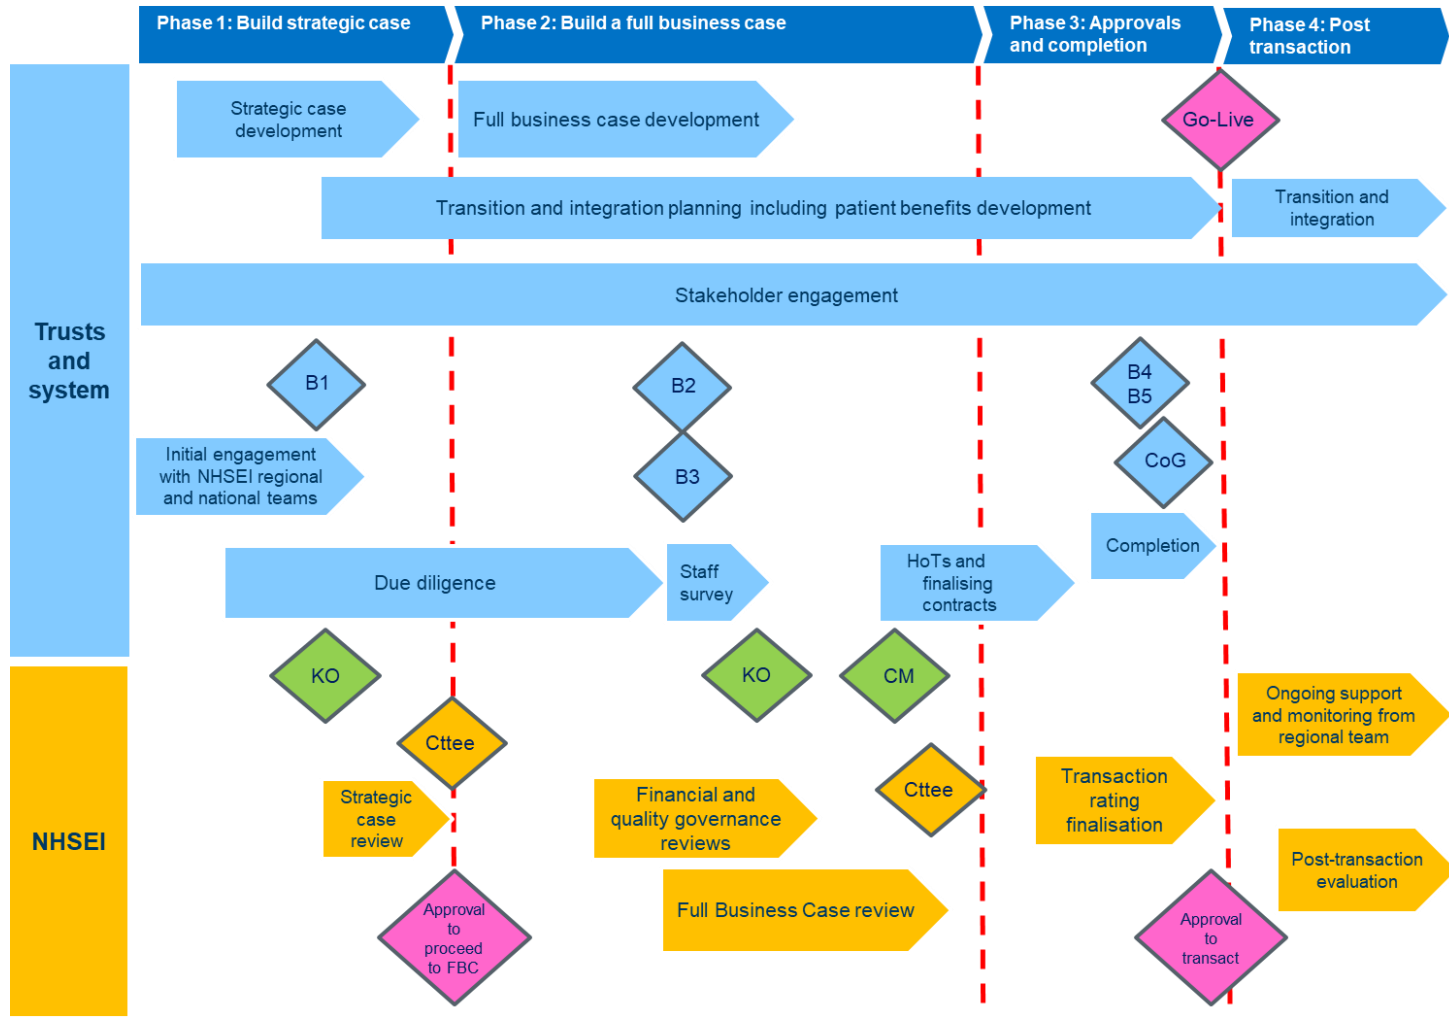 Phase 1: Build strategic case
Phase 2: Build a full business case
Phase 3: Approvals
and completion
Phase 4: Post
transaction
Trusts
and
system
Strategic case
development
Full business case development
Go-Live
Transition and integration planning including patient benefits development
Transition and
integration
Stakeholder engagement
B1
B2
B4
B5
Initial engagement
with NHSEI regional
and national teams
B3
CoG
Due diligence
Staff
survey
HoTs and
finalising
contracts
Completion
NHSEI
KO
KO
CM
Cttee
Ongoing support
and monitoring from
regional team
Strategic
case
review
Financial and
quality governance
reviews
Cttee
Transaction
rating
finalisation
Approval
to
proceed
to FBC
Full Business Case review
Approval
to
transact
Post-transaction
evaluation